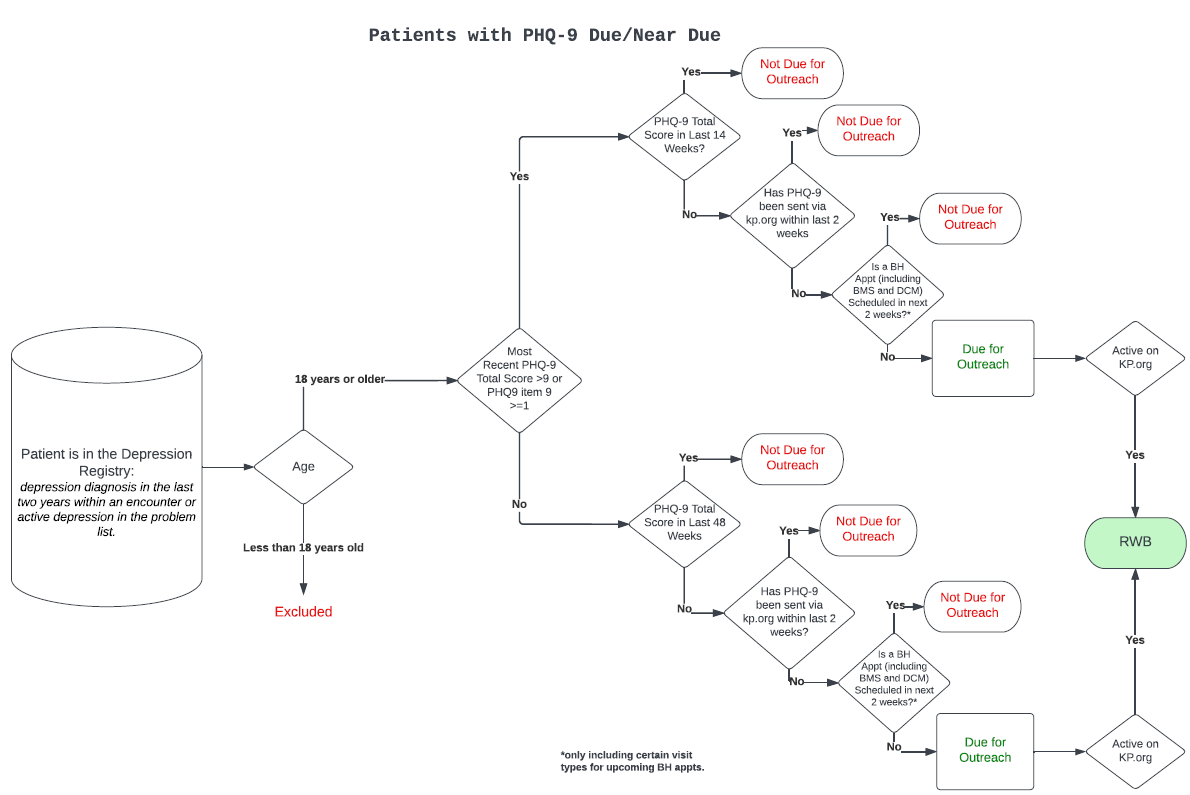 Patients with PHQ-9 Due/Near Due
Yes
Not Due for
Outreach
PHQ-9 Total
Score in Last 14
Weeks?
Yes
Not Due for
Outreach
Yes
No
Has PHQ-9
been sent via
kp.org within last 2
weeks
Yes
Not Due for
Outreach
No
Is a BH
Appt (including
BMS and DCM)
Scheduled in next
2 weeks?*
No
Due for
Outreach
Active on
KP.org
Yes
Most
Recent PHQ-9
Total Score >9 or
PHQ9 item 9
>=1
18 years or older
Patient is in the Depression
Registry:
depression diagnosis in the last
two years within an encounter or
active depression in the problem
list.
Age
Less than 18 years old
Excluded
No
Yes
Not Due for
Outreach
PHQ-9 Total
Score in Last 48
Weeks
Yes
Not Due for
Outreach
RWB
No
Has PHQ-9
been sent via
kp.org within last 2
weeks?
Yes
Not Due for
Outreach
Yes
No
Is a BH
Appt (including
BMS and DCM)
Scheduled in next
2 weeks?*
No
Due for
Outreach
Active on
KP.org
*only including certain visit
types for upcoming BH appts.